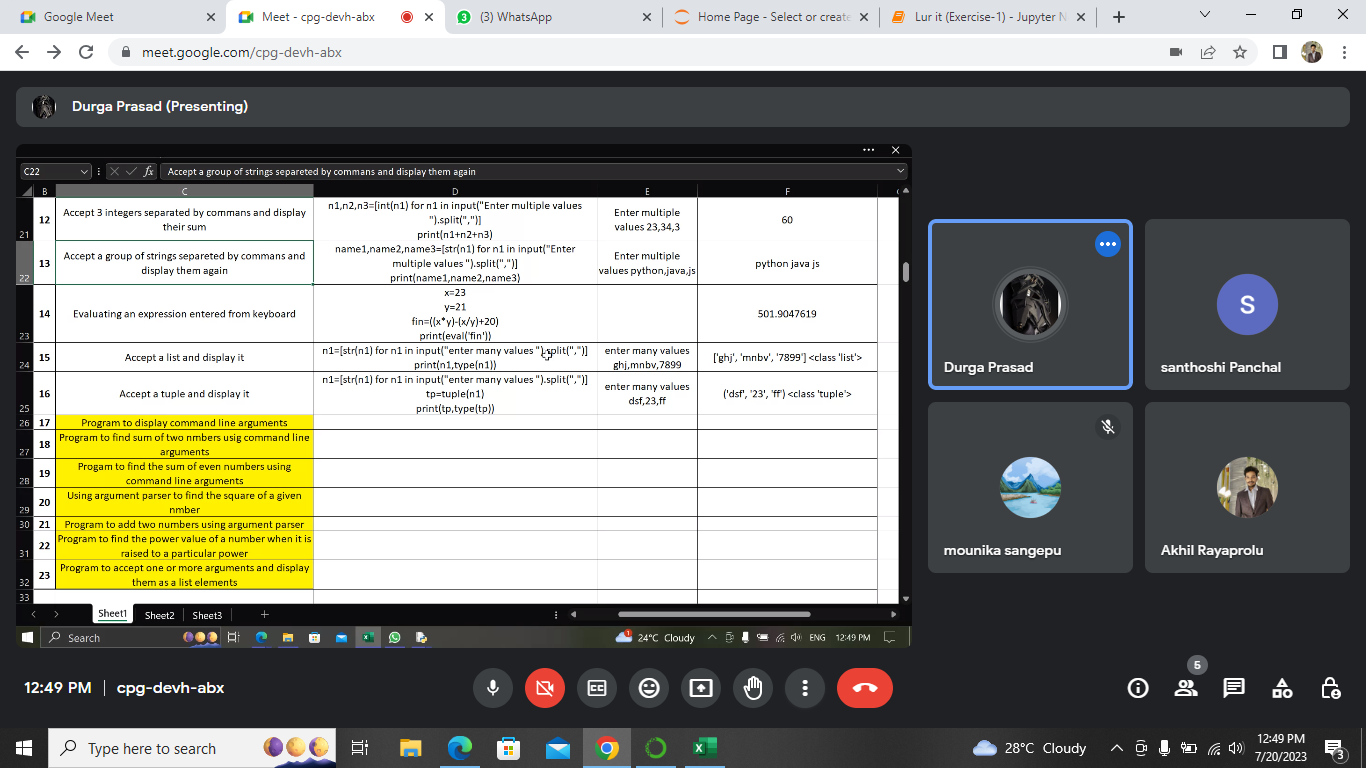 Google Meet
Meet - cpg-devh-abx
(3) WhatsApp
Home Page - Select or create
Lur it (Exercise-1) - Jupyter N
meet.google.com/cpg-devh-abx
Durga Prasad (Presenting)
C22
fx
Accept a group of strings separeted by commans and display them again
B
C
D
E
F
21
12
Accept 3 integers separated by commans and display
their sum
n1,n2,n3=[int(n1) for n1 in input("Enter multiple values
").split(",")]
print(n1+n2+n3)
Enter multiple
values 23,34,3
60
22
13
Accept a group of strings separeted by commans and
display them again
name1,name2,name3=[str(n1) for n1 in input("Enter
multiple values ").split(",")]
print(name1,name2,name3)
Enter multiple
values python,java,js
python java js
23
14
Evaluating an expression entered from keyboard
x=23
y=21
fin=((x*y)-(x/y)+20)
print(eval('fin'))
501.9047619
24
15
Accept a list and display it
n1=[str(n1) for n1 in input("enter many values ").split(",")]
print(n1,type(n1))
enter many values
ghj,mnbv,7899
['ghj', 'mnbv', '7899'] <class 'list'>
25
16
Accept a tuple and display it
n1=[str(n1) for n1 in input("enter many values ").split(",")]
tp=tuple(n1)
print(tp,type(tp))
enter many values
dsf,23,ff
('dsf', '23', 'ff') <class 'tuple'>
26
17
Program to display command line arguments
27
18
Program to find sum of two nmbers usig command line
arguments
28
19
Progam to find the sum of even numbers using
command line arguments
29
20
Using argument parser to find the square of a given
nmber
30
21
Program to add two numbers using argument parser
31
22
Program to find the power value of a number when it is
raised to a particular power
32
23
Program to accept one or more arguments and display
them as a list elements
33
Sheet1
Sheet2
Sheet3
Search
24°C Cloudy
ENG
12:49 PM
Durga Prasad
S
santhoshi Panchal
mounika sangepu
Akhil Rayaprolu
12:49 PM
cpg-devh-abx
5
Type here to search
28°C Cloudy
12:49 PM
7/20/2023
3